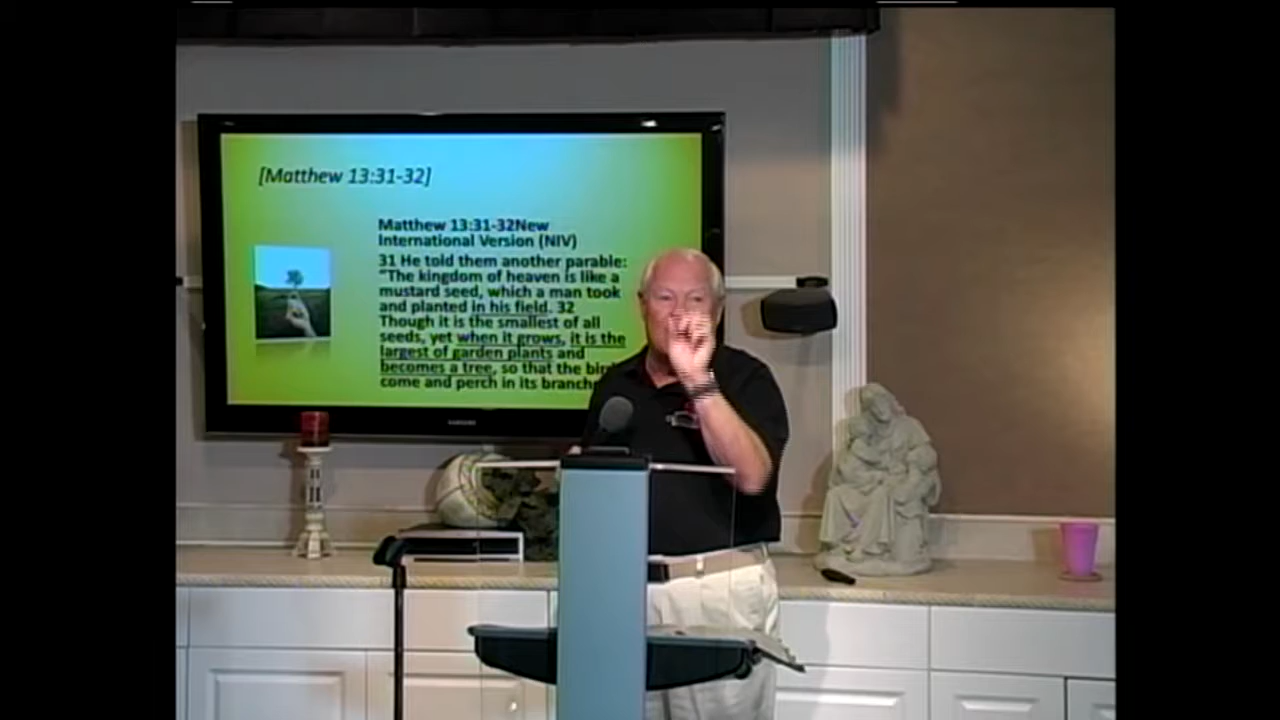 [Matthew 13:31-32]
Matthew 13:31-32New
International Version (NIV)
31 He told them another parable:
“The kingdom of heaven is like a
mustard seed, which a man took
and planted in his field. 32
Though it is the smallest of all
seeds, yet when it grows, it is the
largest of garden plants and
becomes a tree, so that the
come and perch in its
SAMSUNG